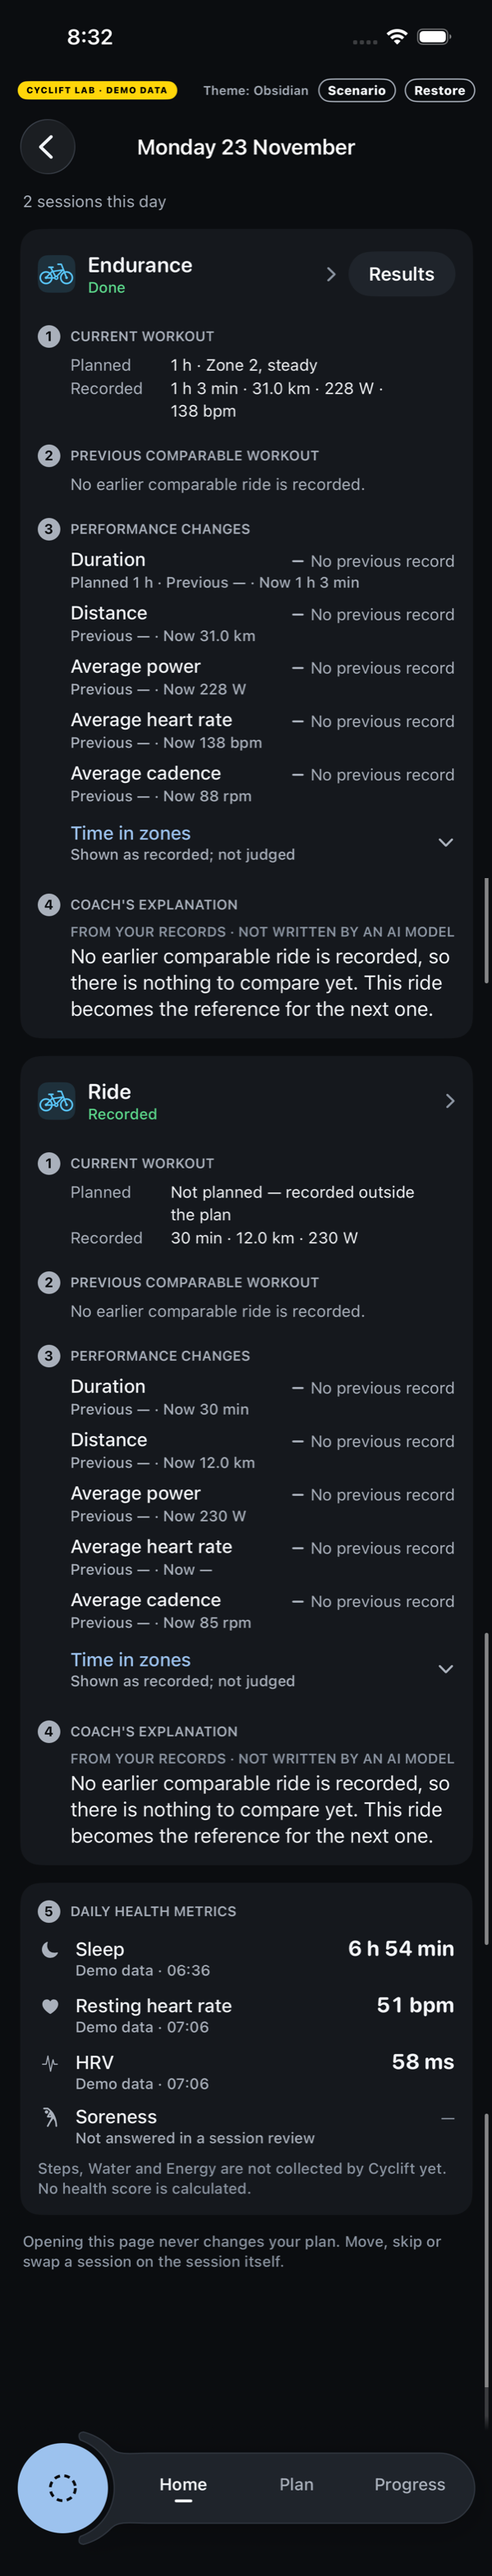 8:32
CYCLIFT LAB · DEMO DATA
Theme: Obsidian
Scenario
Restore
Monday 23 November
2 sessions this day
Endurance
Done
Results
1 CURRENT WORKOUT
Planned 1 h · Zone 2, steady
Recorded 1 h 3 min · 31.0 km · 228 W ·
138 bpm
2 PREVIOUS COMPARABLE WORKOUT
No earlier comparable ride is recorded.
3 PERFORMANCE CHANGES
Duration — No previous record
Planned 1 h · Previous — · Now 1 h 3 min
Distance — No previous record
Previous — · Now 31.0 km
Average power — No previous record
Previous — · Now 228 W
Average heart rate — No previous record
Previous — · Now 138 bpm
Average cadence — No previous record
Previous — · Now 88 rpm
Time in zones
Shown as recorded; not judged
4 COACH'S EXPLANATION
FROM YOUR RECORDS · NOT WRITTEN BY AN AI MODEL
No earlier comparable ride is recorded, so
there is nothing to compare yet. This ride
becomes the reference for the next one.
Ride
Recorded
1 CURRENT WORKOUT
Planned Not planned — recorded outside
the plan
Recorded 30 min · 12.0 km · 230 W
2 PREVIOUS COMPARABLE WORKOUT
No earlier comparable ride is recorded.
3 PERFORMANCE CHANGES
Duration — No previous record
Previous — · Now 30 min
Distance — No previous record
Previous — · Now 12.0 km
Average power — No previous record
Previous — · Now 230 W
Average heart rate — No previous record
Previous — · Now —
Average cadence — No previous record
Previous — · Now 85 rpm
Time in zones
Shown as recorded; not judged
4 COACH'S EXPLANATION
FROM YOUR RECORDS · NOT WRITTEN BY AN AI MODEL
No earlier comparable ride is recorded, so
there is nothing to compare yet. This ride
becomes the reference for the next one.
5 DAILY HEALTH METRICS
Sleep 6 h 54 min
Demo data · 06:36
Resting heart rate 51 bpm
Demo data · 07:06
HRV 58 ms
Demo data · 07:06
Soreness —
Not answered in a session review
Steps, Water and Energy are not collected by Cyclift yet.
No health score is calculated.
Opening this page never changes your plan. Move, skip or
swap a session on the session itself.
Home
Plan
Progress